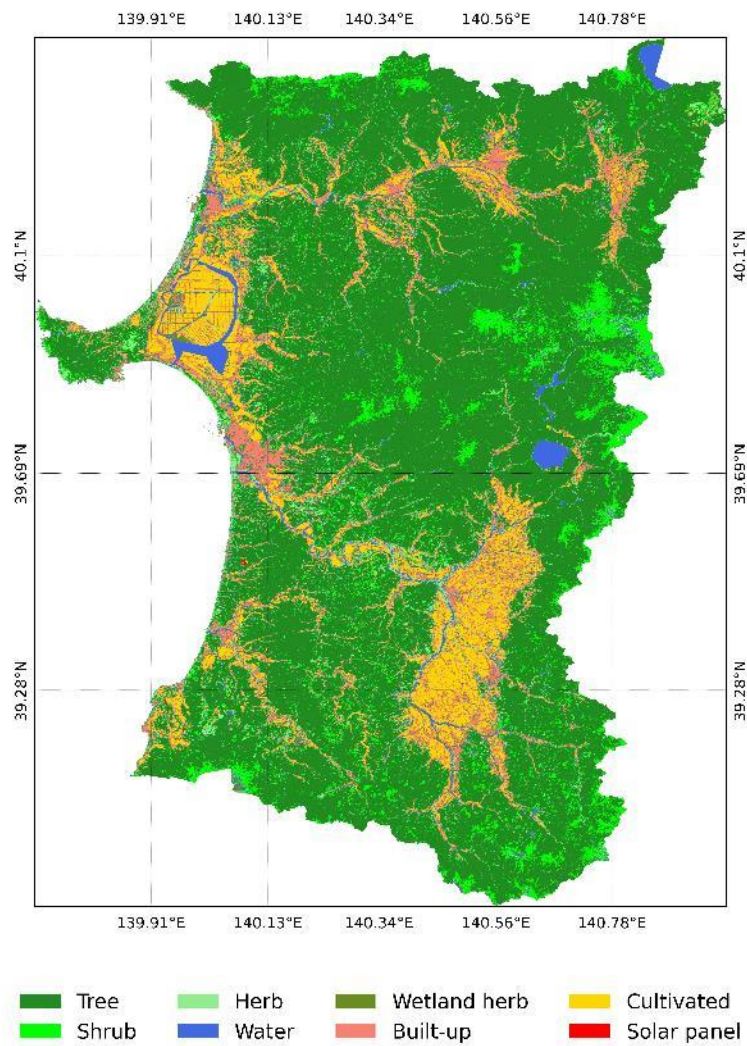 139.91°E 140.13°E 140.34°E 140.56°E 140.78°E
40.1°N 40.1°N
39.69°N 39.69°N
39.28°N 39.28°N
139.91°E 140.13°E 140.34°E 140.56°E 140.78°E
Tree Herb Wetland herb Cultivated
Shrub Water Built-up Solar panel